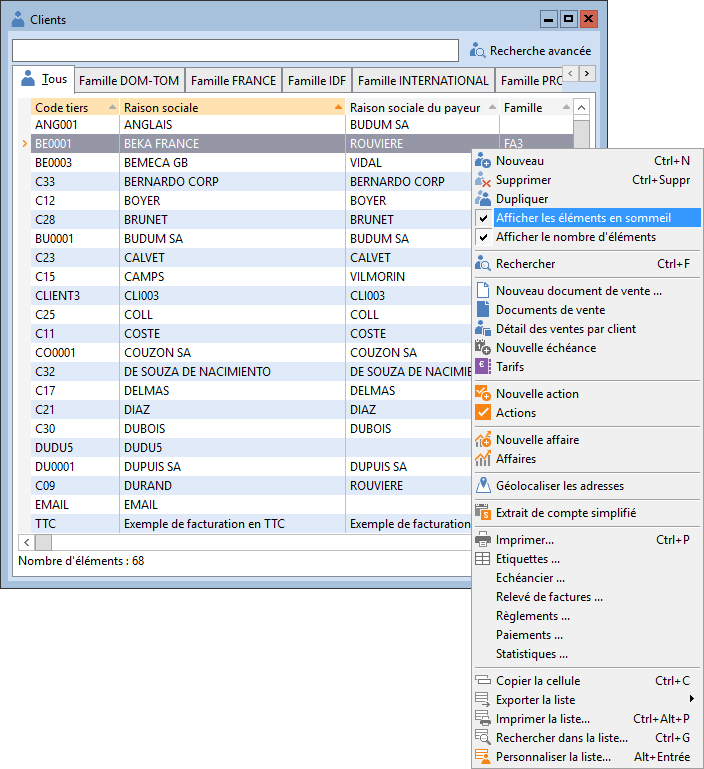 Clients
Recherche avancée
Tous Famille DOM-TOM Famille FRANCE Famille IDF Famille INTERNATIONAL Famille PRO
Code tiers Raison sociale Raison sociale du payeur Famille
ANG001 ANGLAIS BUDUM SA
BE0001 BEKA FRANCE ROUVIERE FA3
BE0003 BEMECA GB VIDAL
C33 BERNARDO CORP BERNARDO CORP
C12 BOYER BOYER
C28 BRUNET BRUNET
BU0001 BUDUM SA BUDUM SA
C23 CALVET CALVET
C15 CAMPS VILMORIN
CLIENT3 CLI003 CLI003
C25 COLL COLL
C11 COSTE COSTE
CO0001 COUZON SA COUZON SA
C32 DE SOUZA DE NACIMIENTO DE SOUZA DE NACIMIE
C17 DELMAS DELMAS
C21 DIAZ DIAZ
C30 DUBOIS DUBOIS
DUDU5 DUDU5
DU0001 DUPUIS SA DUPUIS SA
C09 DURAND ROUVIERE
EMAIL EMAIL
TTC Exemple de facturation en TTC Exemple de facturation
Nombre d'éléments : 68
Nouveau Ctrl+N
Supprimer Ctrl+Suppr
Dupliquer
Afficher les éléments en sommeil
Afficher le nombre d'éléments
Rechercher Ctrl+F
Nouveau document de vente ...
Documents de vente
Détail des ventes par client
Nouvelle échéance
Tarifs
Nouvelle action
Actions
Nouvelle affaire
Affaires
Géolocaliser les adresses
Extrait de compte simplifié
Imprimer... Ctrl+P
Etiquettes ...
Echéancier ...
Relevé de factures ...
Règlements ...
Paiements ...
Statistiques ...
Copier la cellule Ctrl+C
Exporter la liste
Imprimer la liste... Ctrl+Alt+P
Rechercher dans la liste... Ctrl+G
Personnaliser la liste... Alt+Entrée